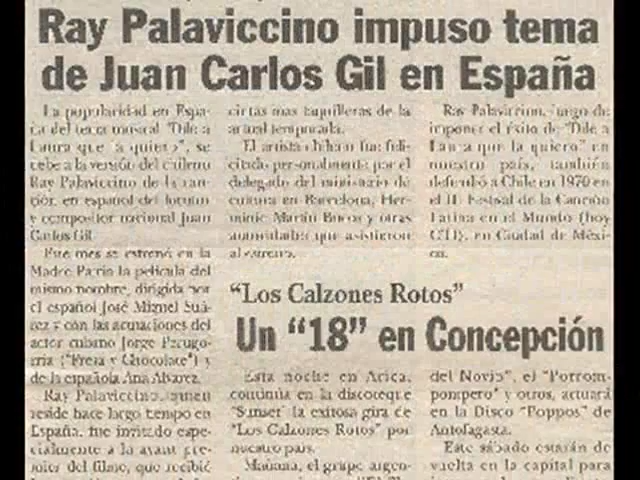 Ray Palaviccino impuso tema
de Juan Carlos Gil en España
La popularidad en Espa-
ña del tema musical "Dile a
Laura que la quiero", se
debe a la versión del chileno
Ray Palaviccino de la can-
ción en español del locutor
y compositor nacional Juan
Carlos Gil
Este mes se estrenó en la
Madre Patria la película del
mismo nombre, dirigida por
el español José Miguel Suá-
rez y con las actuaciones del
actor cubano Jorge Perugo-
rría ("Fresa y Chocolate") y
de la española Ana Alvarez.
Ray Palaviccino, quien
reside hace largo tiempo en
España, fue invitado espe-
cialmente a la avant pre-
mier del filme, que recibió
cintas mas taquilleras de la
actual temporada.
El artista chileno fue feli-
citado personalmente por el
delegado del ministerio de
cultura en Barcelona, Her-
minio Martín Bocos y otras
autoridades que asistieron
al estreno.
Ray Palaviccino, luego de
imponer el éxito de "Dile a
Laura que la quiero" en
nuestro país, también
defendió a Chile en 1970 en
el II Festival de la Canción
Latina en el Mundo (hoy
OTI), en Ciudad de Méxi-
co.
"Los Calzones Rotos"
Un "18" en Concepción
Esta noche en Arica,
continúa en la discoteque
"Sunset" la exitosa gira de
"Los Calzones Rotos" por
nuestro país.
Mañana, el grupo argen-
del Novio", el "Porrom-
pompero" y otros, actuará
en la Disco "Poppos" de
Antofagasta.
Este sábado estarán de
vuelta en la capital para